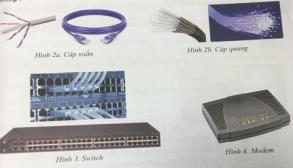 Hình 2a. Cáp xoắn
Hình 2b. Cáp quang
Hình 3. Switch
Hình 4. Modem